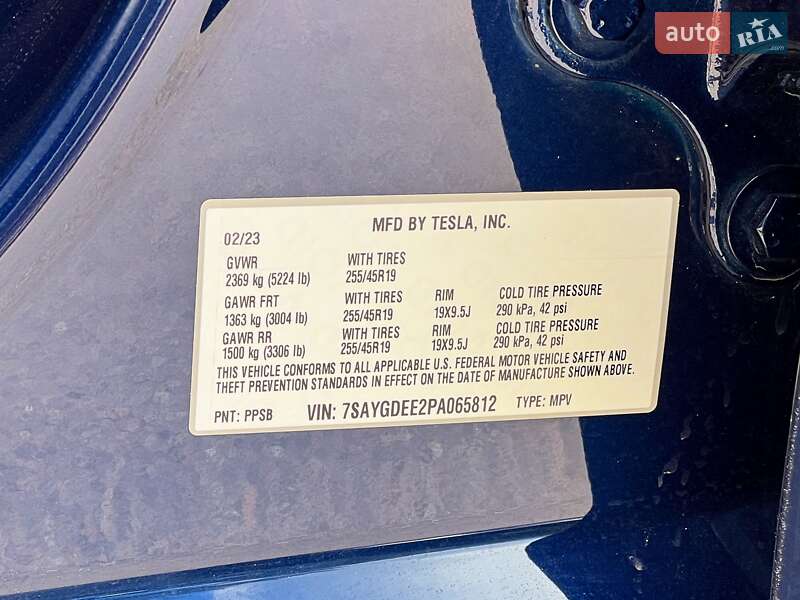 auto RIA.com
MFD BY TESLA, INC.
02/23
GVWR WITH TIRES
2369 kg (5224 lb) 255/45R19
GAWR FRT WITH TIRES RIM COLD TIRE PRESSURE
1363 kg (3004 lb) 255/45R19 19X9.5J 290 kPa, 42 psi
GAWR RR WITH TIRES RIM COLD TIRE PRESSURE
1500 kg (3306 lb) 255/45R19 19X9.5J 290 kPa, 42 psi
THIS VEHICLE CONFORMS TO ALL APPLICABLE U.S. FEDERAL MOTOR VEHICLE SAFETY AND
THEFT PREVENTION STANDARDS IN EFFECT ON THE DATE OF MANUFACTURE SHOWN ABOVE.
PNT: PPSB VIN: 7SAYGDEE2PA065812 TYPE: MPV